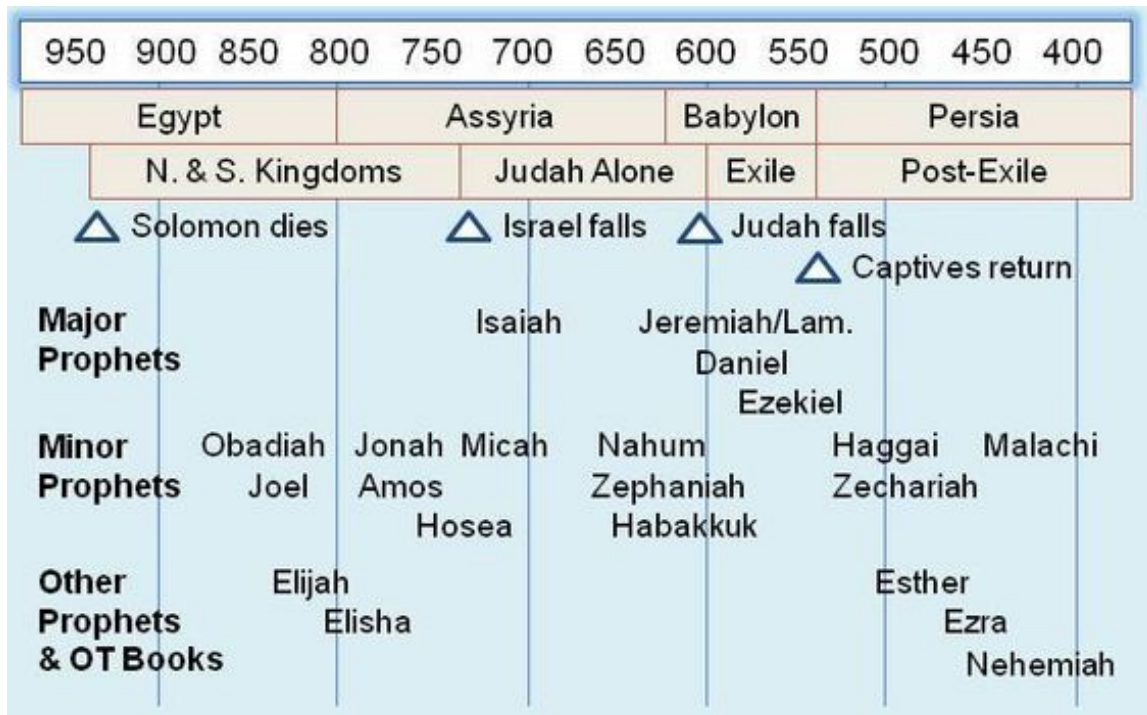 950 900 850 800 750 700 650 600 550 500 450 400
Egypt Assyria Babylon Persia
N. & S. Kingdoms Judah Alone Exile Post-Exile
Solomon dies Israel falls Judah falls
Captives return
Major Isaiah Jeremiah/Lam.
Prophets Daniel
Ezekiel
Minor Obadiah Jonah Micah Nahum Haggai Malachi
Prophets Joel Amos Zephaniah Zechariah
Hosea Habakkuk
Other Elijah Esther
Prophets Elisha Ezra
& OT Books Nehemiah